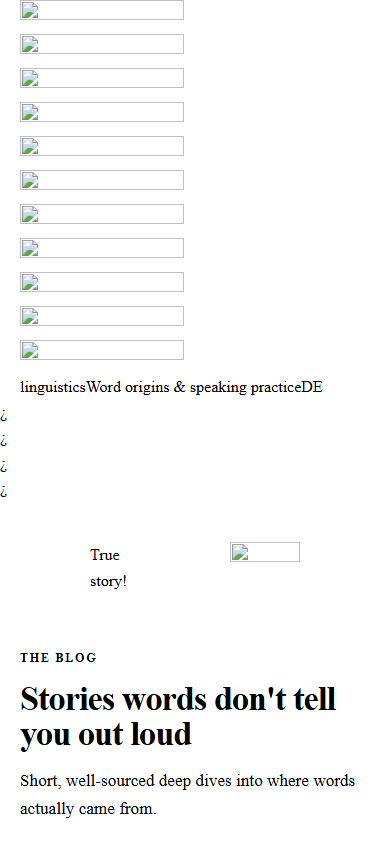 linguisticsWord origins & speaking practiceDE
¿
¿
¿
¿
True
story!
THE BLOG
Stories words don't tell
you out loud
Short, well-sourced deep dives into where words
actually came from.